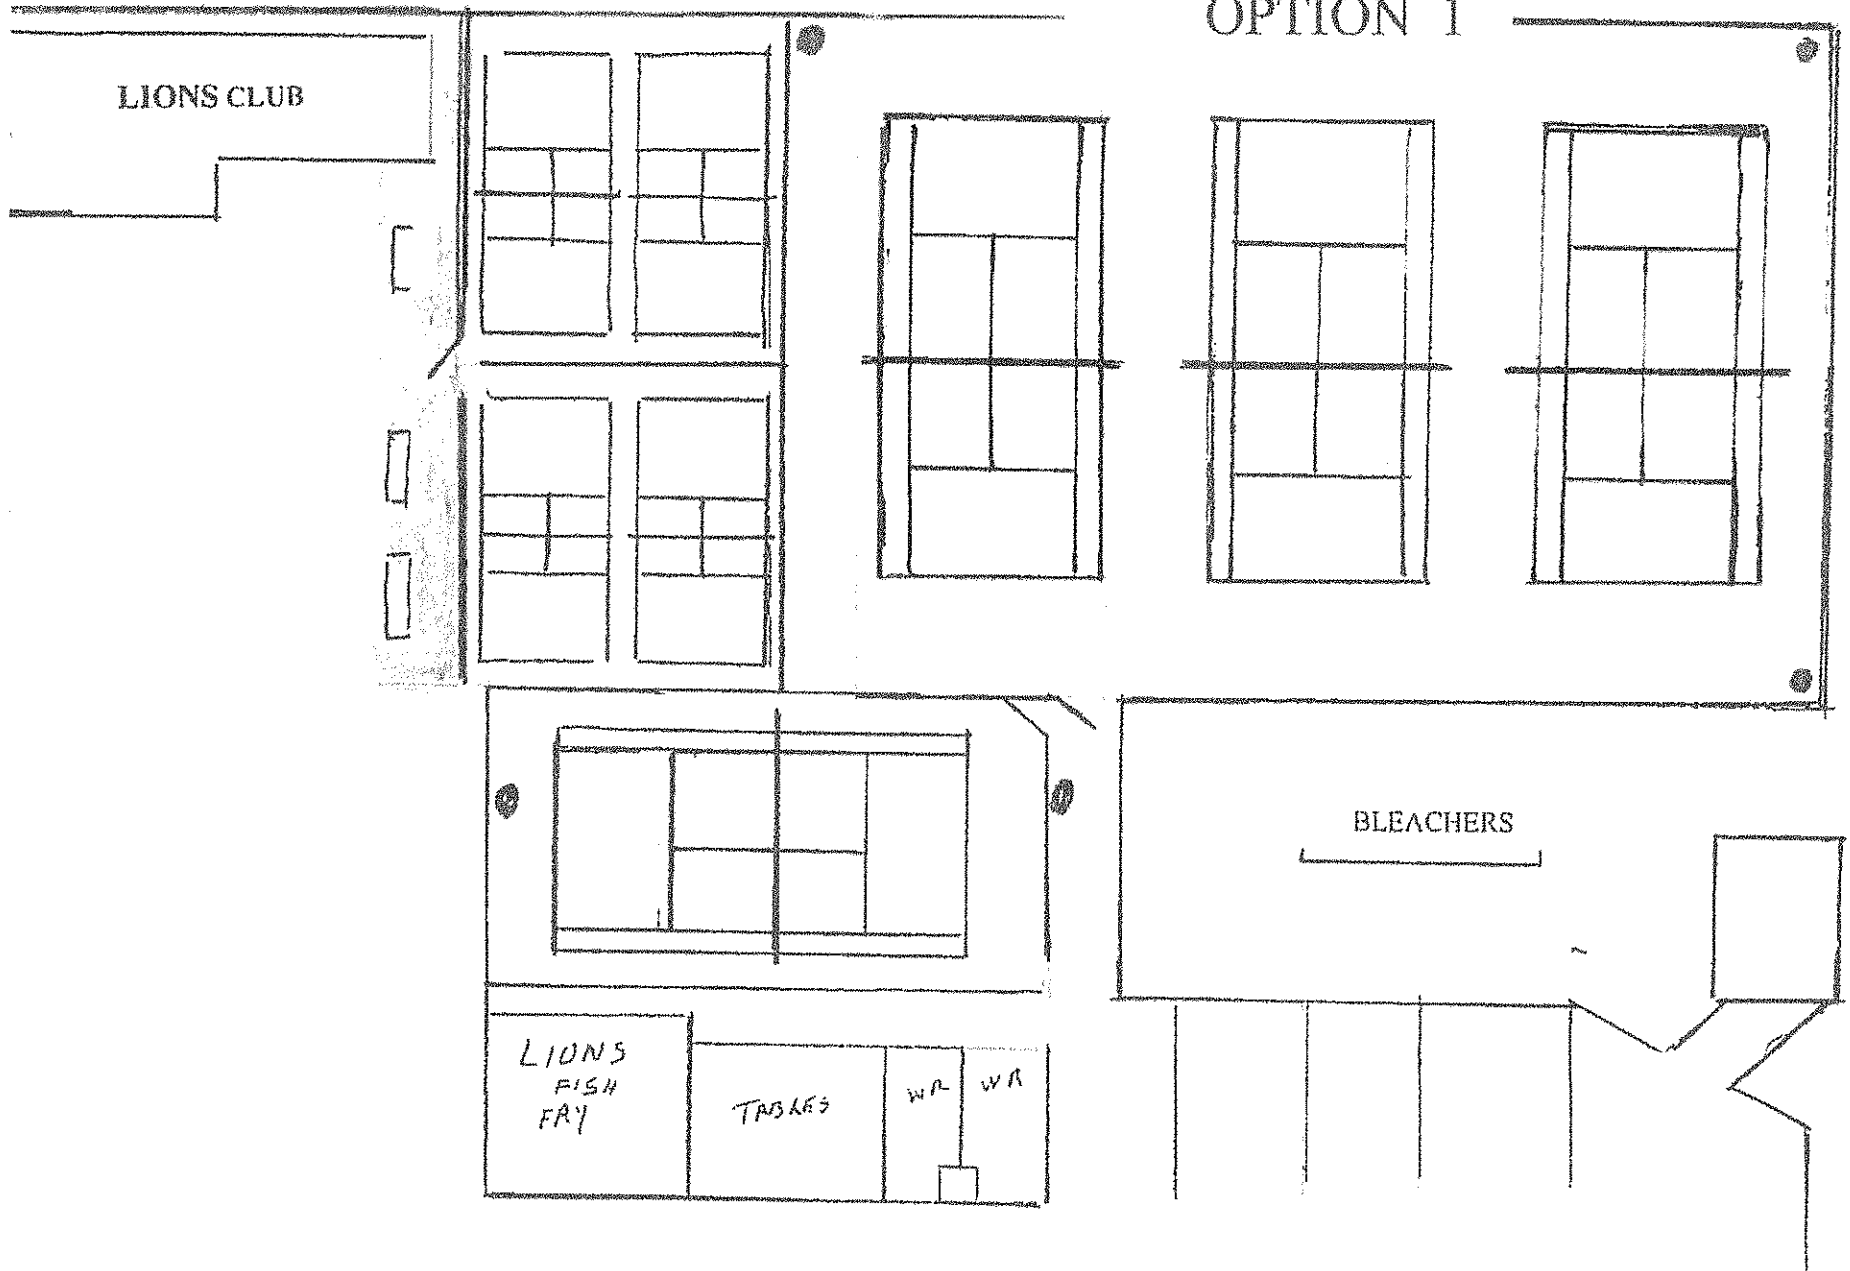 OPTION 1
LIONS CLUB
BLEACHERS
LIONS
FISH
FRY
TABLES
WR
WR